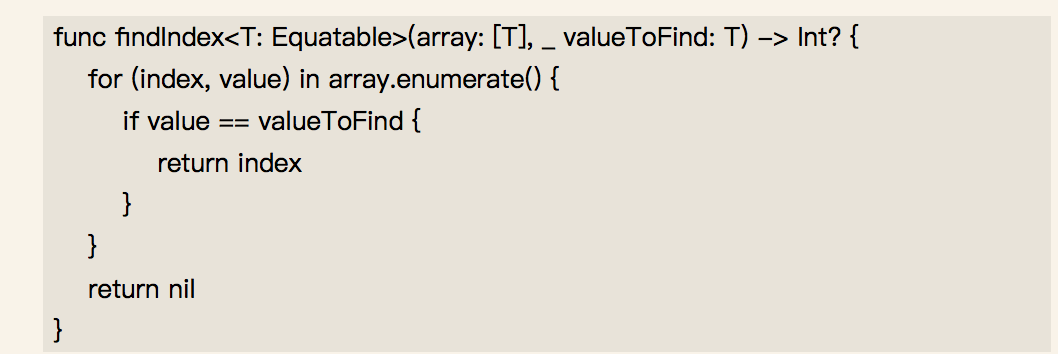 func findIndex<T: Equatable>(array: [T], _ valueToFind: T) -> Int? {
for (index, value) in array.enumerate() {
if value == valueToFind {
return index
}
}
return nil
}